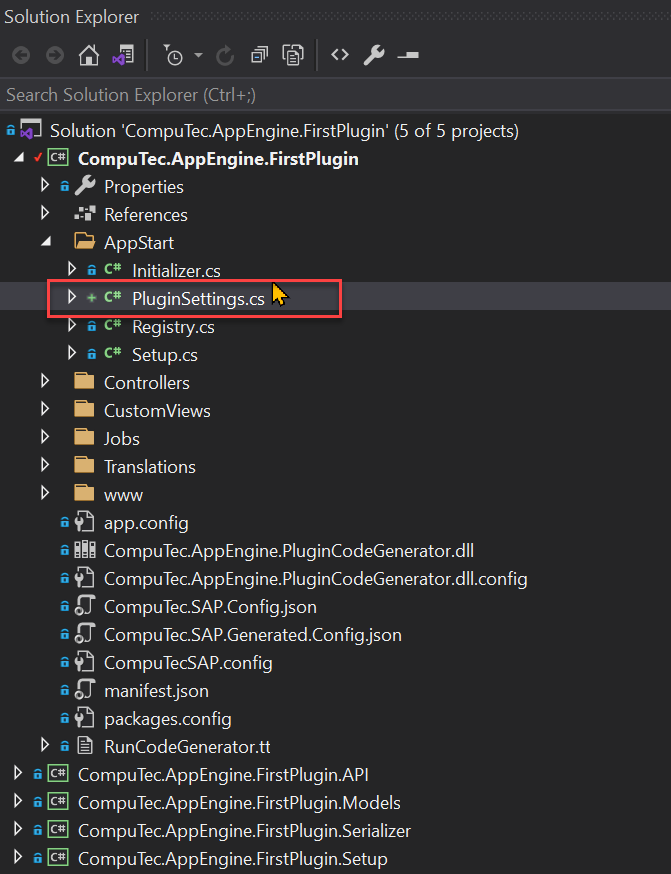 Solution Explorer
Search Solution Explorer (Ctrl+;)
Solution 'CompuTec.AppEngine.FirstPlugin' (5 of 5 projects)
C# CompuTec.AppEngine.FirstPlugin
Properties
References
AppStart
C# Initializer.cs
C# PluginSettings.cs
C# Registry.cs
C# Setup.cs
Controllers
CustomViews
Jobs
Translations
www
app.config
CompuTec.AppEngine.PluginCodeGenerator.dll
CompuTec.AppEngine.PluginCodeGenerator.dll.config
CompuTec.SAP.Config.json
CompuTec.SAP.Generated.Config.json
CompuTecSAP.config
manifest.json
packages.config
RunCodeGenerator.tt
C# CompuTec.AppEngine.FirstPlugin.API
C# CompuTec.AppEngine.FirstPlugin.Models
C# CompuTec.AppEngine.FirstPlugin.Serializer
C# CompuTec.AppEngine.FirstPlugin.Setup